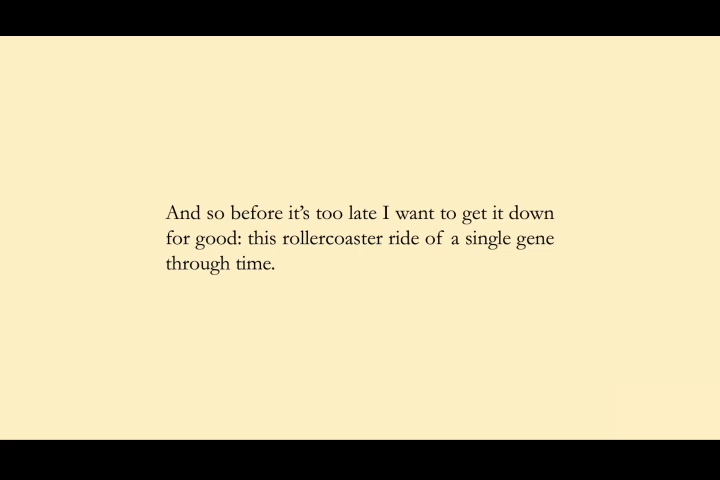 And so before it’s too late I want to get it down
for good: this rollercoaster ride of a single gene
through time.